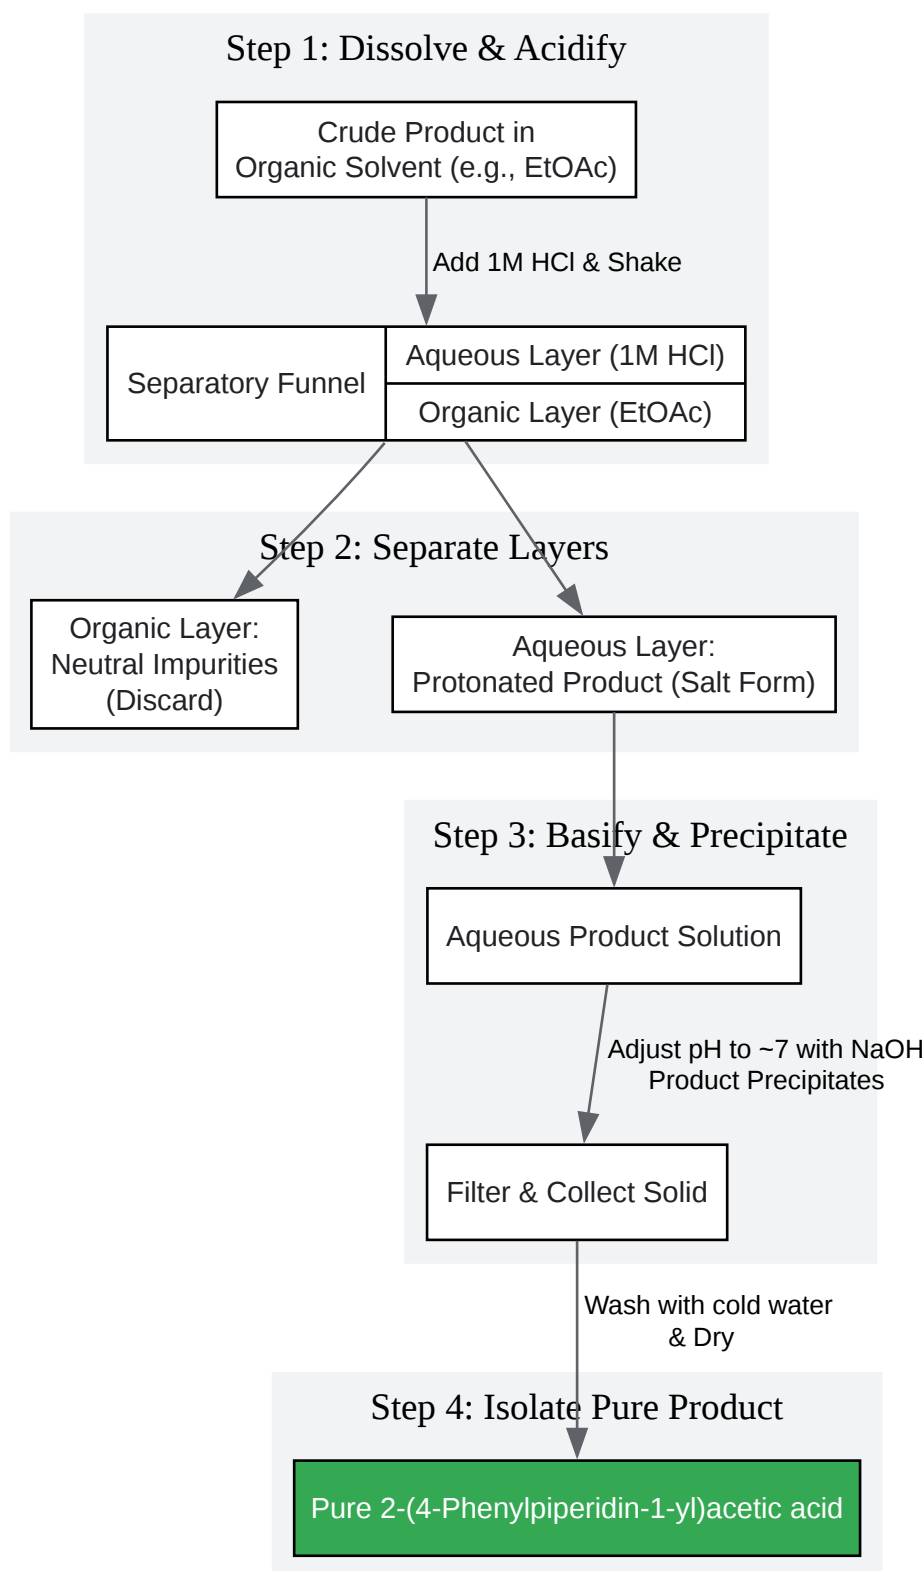 Step 1: Dissolve & Acidify
Crude Product in
Organic Solvent (e.g., EtOAc)
Add 1M HCl & Shake
Separatory Funnel
Aqueous Layer (1M HCl)
Organic Layer (EtOAc)
Step 2: Separate Layers
Organic Layer:
Neutral Impurities
(Discard)
Aqueous Layer:
Protonated Product (Salt Form)
Step 3: Basify & Precipitate
Aqueous Product Solution
Adjust pH to ~7 with NaOH
Product Precipitates
Filter & Collect Solid
Wash with cold water
& Dry
Step 4: Isolate Pure Product
Pure 2-(4-Phenylpiperidin-1-yl)acetic acid